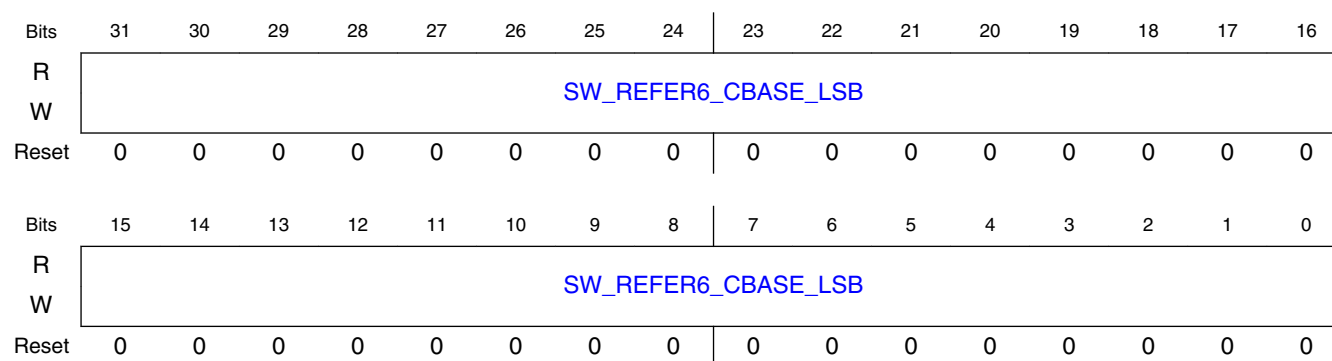 Bits 31 30 29 28 27 26 25 24 23 22 21 20 19 18 17 16
R
SW_REFER6_CBASE_LSB
W
Reset 0 0 0 0 0 0 0 0 0 0 0 0 0 0 0 0
Bits 15 14 13 12 11 10 9 8 7 6 5 4 3 2 1 0
R
SW_REFER6_CBASE_LSB
W
Reset 0 0 0 0 0 0 0 0 0 0 0 0 0 0 0 0